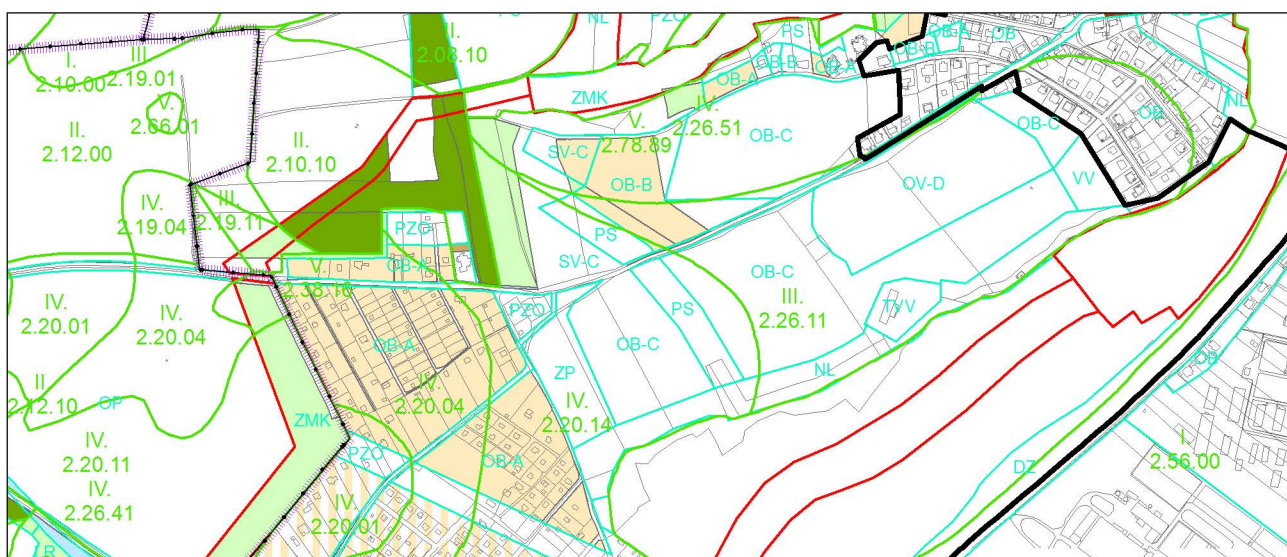 NL
PZO
I.
2.08.10
PS
OB-A
OB
OB-B
I.
2.10.00
III.
2.19.01
OB-B
OB-A
OB-A
V.
2.66.01
ZMK
NL
II.
2.12.00
II.
2.10.10
IV.
2.26.51
V.
2.78.89
OB-C
OB-C
OB
SV-C
OB-B
OV-D
VV
IV.
2.19.04
III.
2.19.11
PZO
PS
SV-C
OB-A
V.
2.38.16
OB-C
III.
2.26.11
PS
TVV
IV.
2.20.01
IV.
2.20.04
PZO
OB-A
OB-C
ZP
NL
OB
II
2.12.10
OP
IV.
2.20.04
IV.
2.20.14
ZMK
IV.
2.20.11
PZO
OB-A
I.
2.56.00
DZ
IV.
2.26.41
IV.
2.20.01
LR